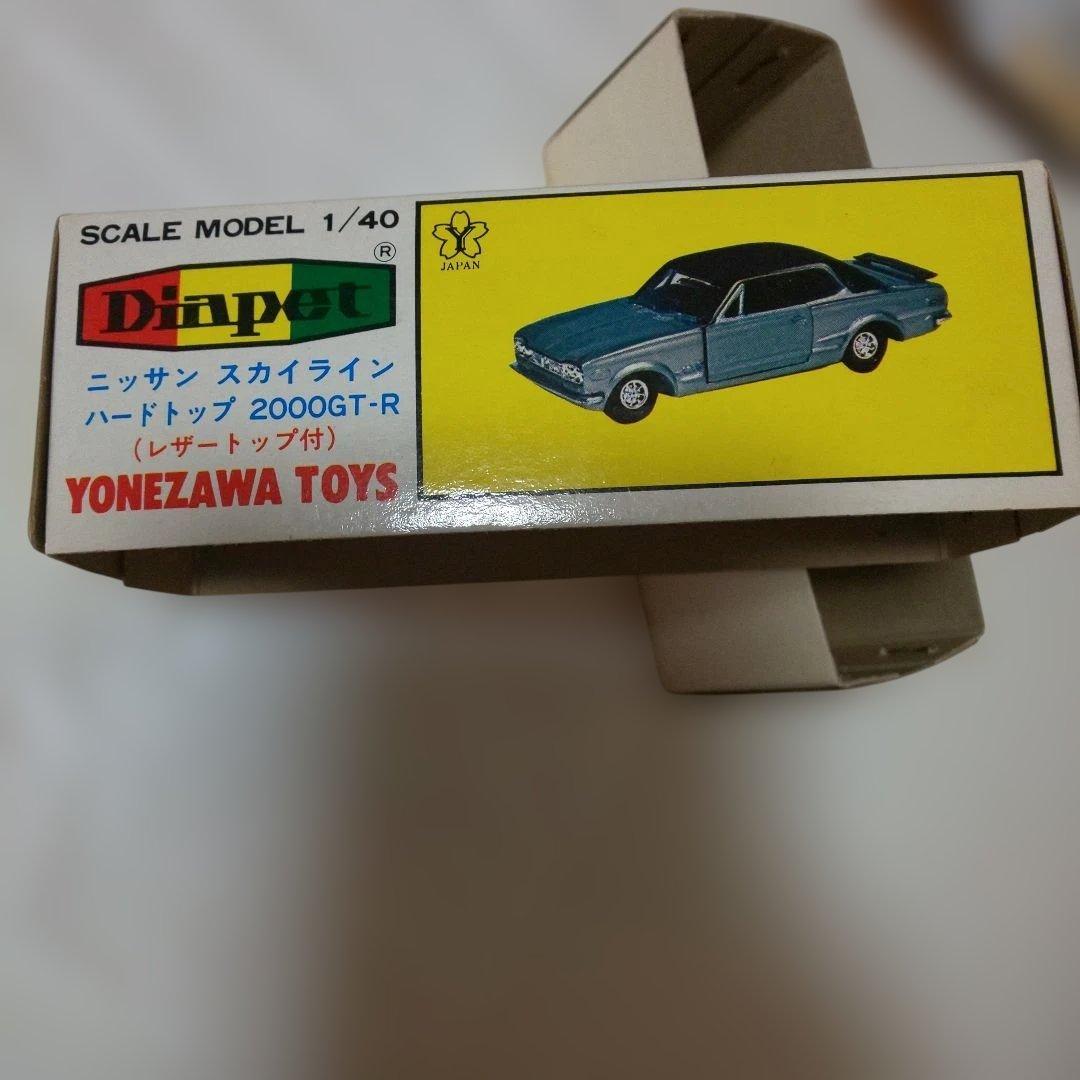 SCALE MODEL 1/40
®
Diapet
ニッサン スカイライン
ハードトップ 2000GT-R
(レザートップ付)
YONEZAWA TOYS
Y
JAPAN